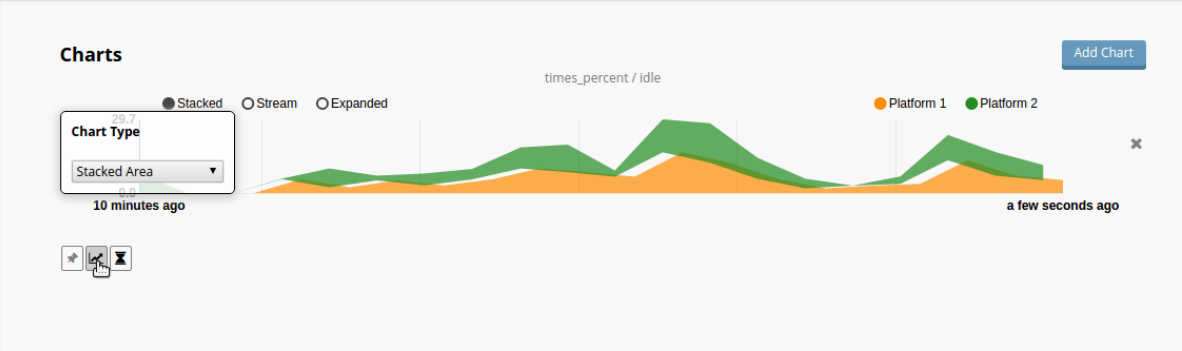 Charts
Add Chart
times_percent / idle
Stacked Stream Expanded
Platform 1 Platform 2
29.7
Chart Type
Stacked Area
0.0
10 minutes ago
a few seconds ago